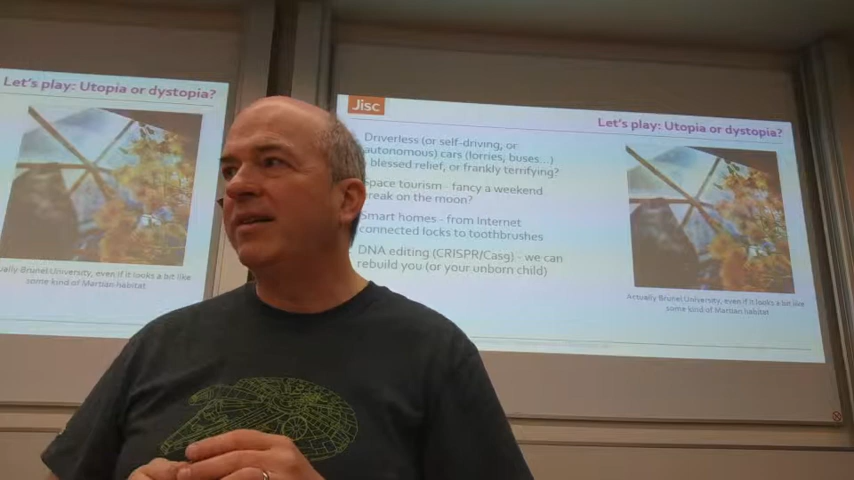 Let's play: Utopia or dystopia?
ually Brunel University, even if it looks a bit like
some kind of Martian habitat
Jisc
Let's play: Utopia or dystopia?
Driverless (or self-driving, or
autonomous) cars (lorries, buses...)
blessed relief, or frankly terrifying?
Space tourism - fancy a weekend
break on the moon?
Smart homes - from Internet
connected locks to toothbrushes
DNA editing (CRISPR/Cas9) - we can
rebuild you (or your unborn child)
Actually Brunel University, even if it looks a bit like
some kind of Martian habitat